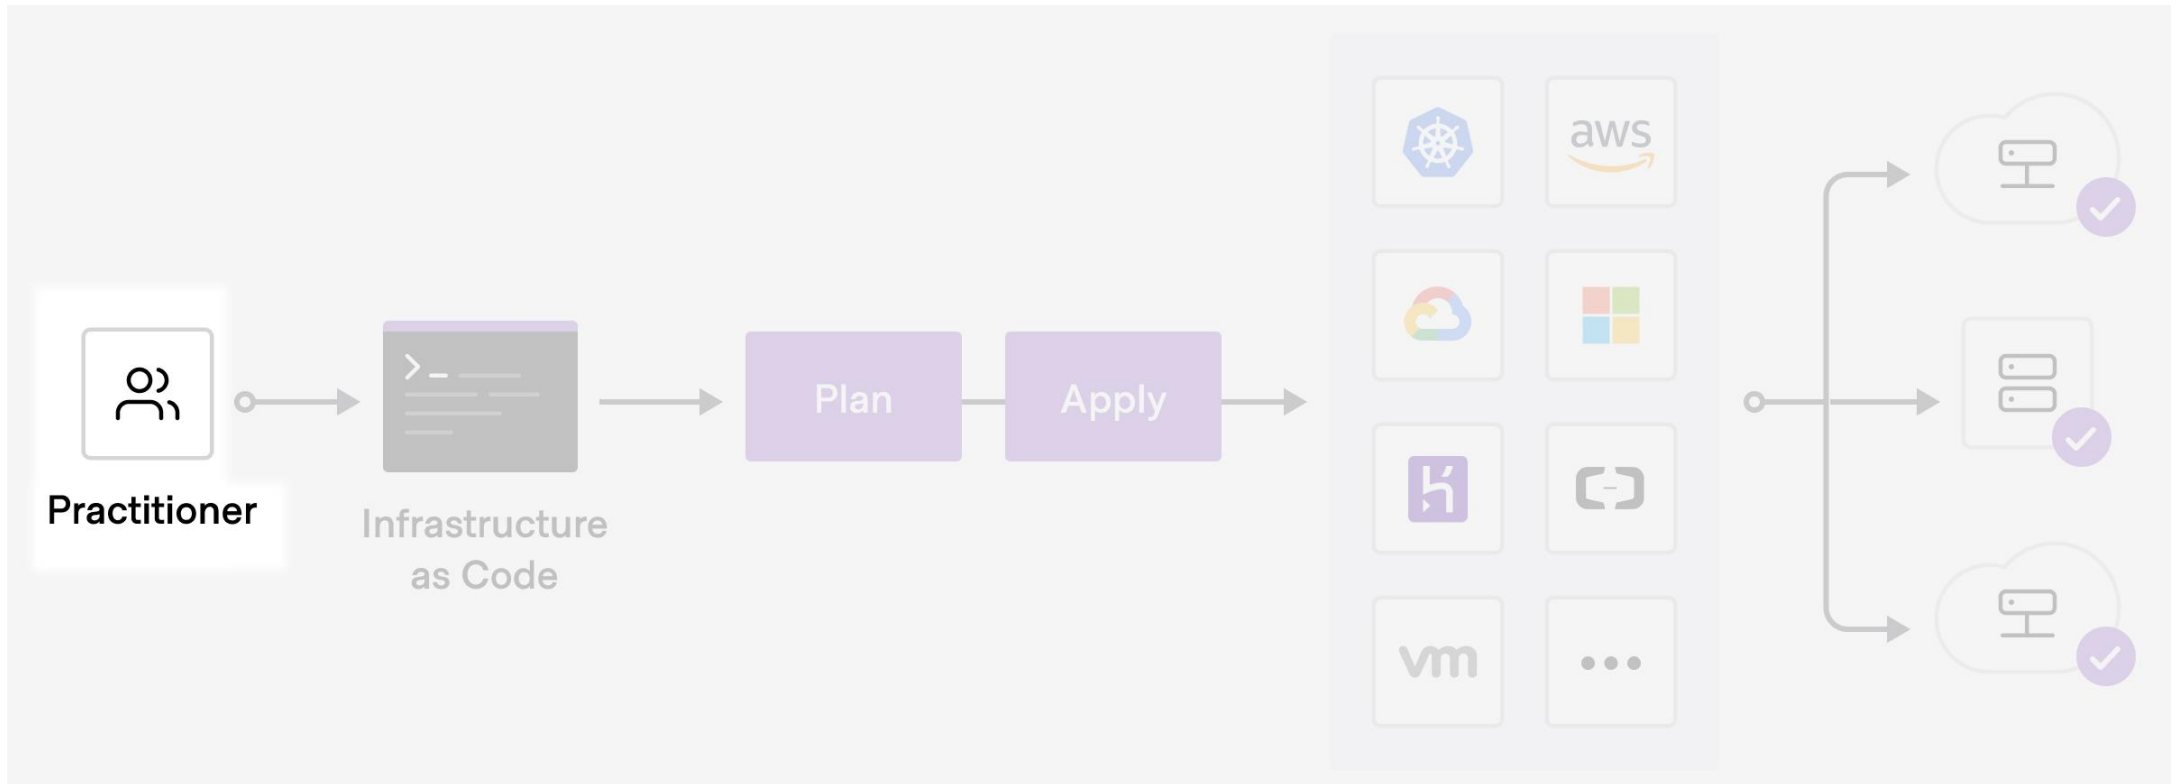 Practitioner
Infrastructure
as Code
Plan
Apply
aws
vm